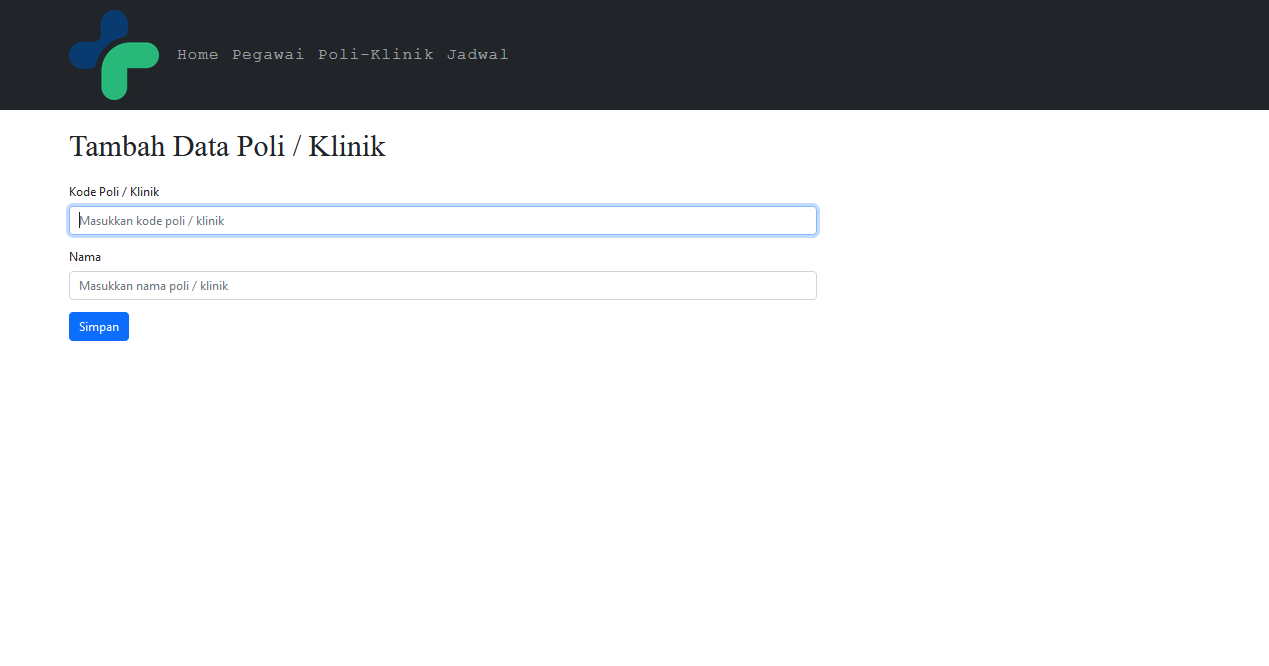 Home Pegawai Poli-Klinik Jadwal
Tambah Data Poli / Klinik
Kode Poli / Klinik
Masukkan kode poli / klinik
Nama
Masukkan nama poli / klinik
Simpan